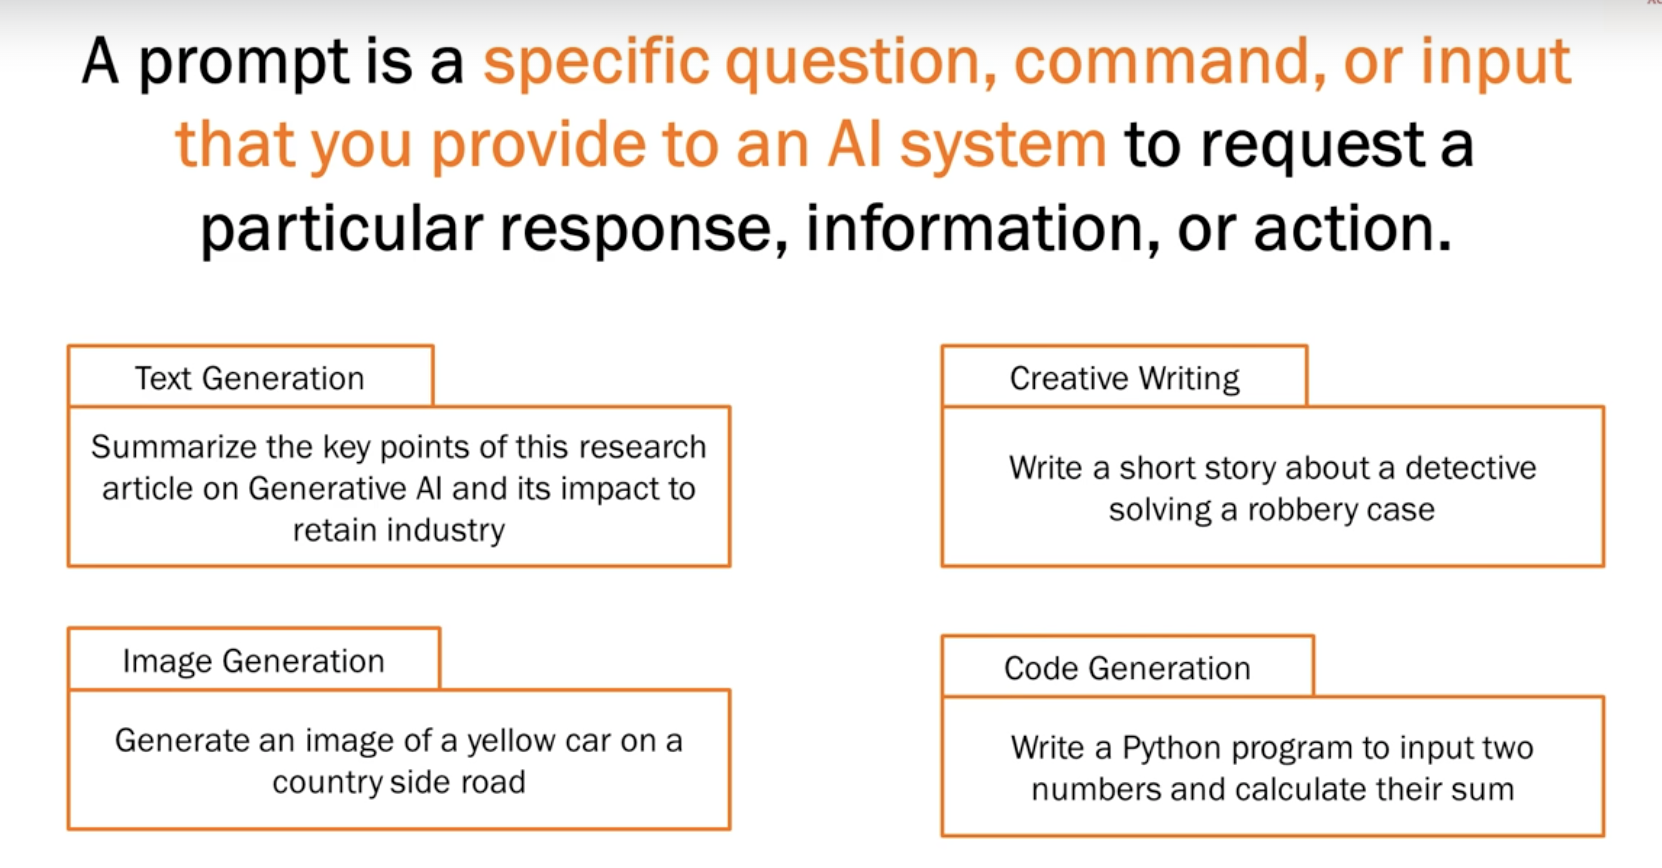 A prompt is a specific question, command, or input
that you provide to an AI system to request a
particular response, information, or action.
Text Generation
Summarize the key points of this research
article on Generative AI and its impact to
retain industry
Creative Writing
Write a short story about a detective
solving a robbery case
Image Generation
Generate an image of a yellow car on a
country side road
Code Generation
Write a Python program to input two
numbers and calculate their sum